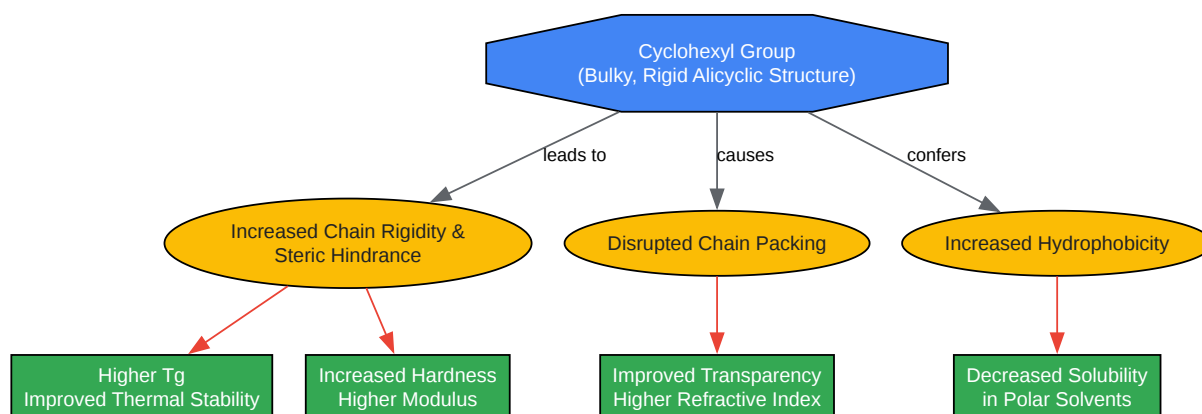 Cyclohexyl Group
(Bulky, Rigid Alicyclic Structure)
leads to
causes
confers
Increased Chain Rigidity &
Steric Hindrance
Disrupted Chain Packing
Increased Hydrophobicity
Higher Tg
Improved Thermal Stability
Increased Hardness
Higher Modulus
Improved Transparency
Higher Refractive Index
Decreased Solubility
in Polar Solvents